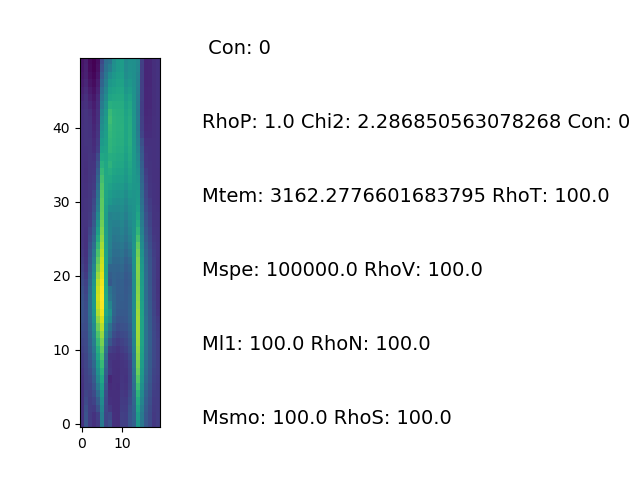 Con: 0
RhoP: 1.0 Chi2: 2.286850563078268 Con: 0
40
Mtem: 3162.2776601683795 RhoT: 100.0
30
Mspe: 100000.0 RhoV: 100.0
20
Ml1: 100.0 RhoN: 100.0
10
Msmo: 100.0 RhoS: 100.0
0
0 10